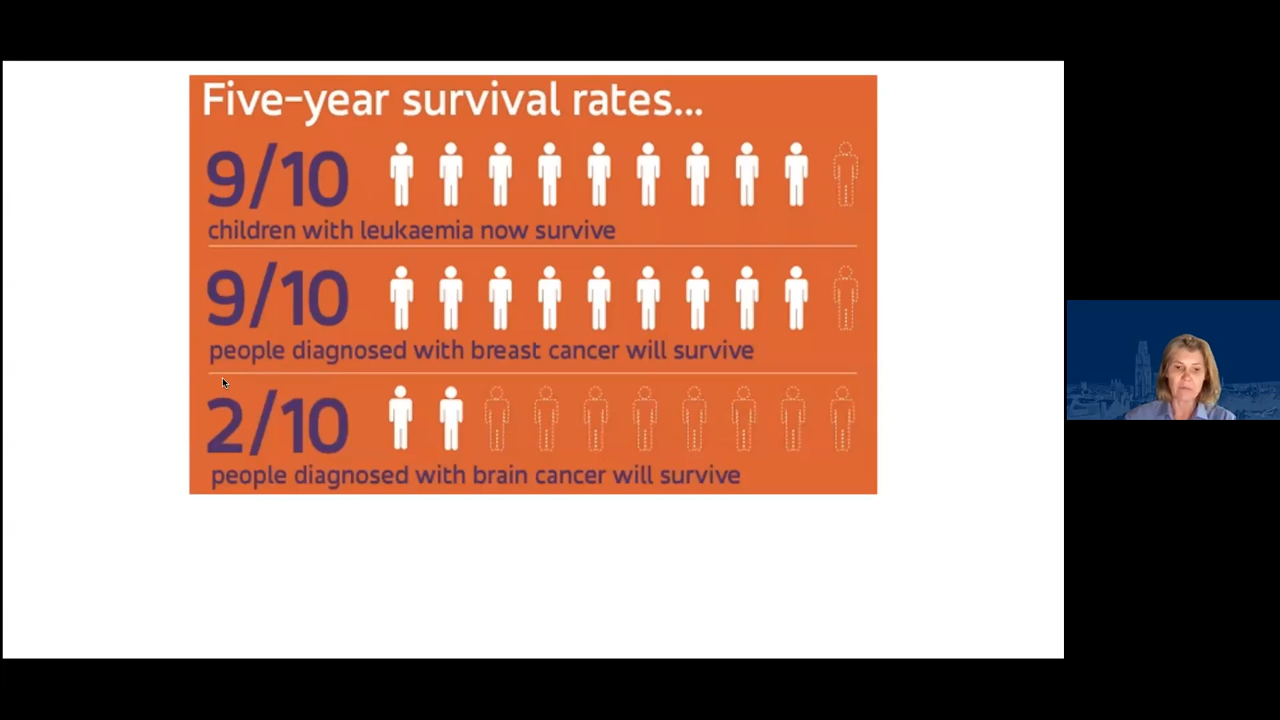 Five-year survival rates...
9/10
children with leukaemia now survive
9/10
people diagnosed with breast cancer will survive
2/10
people diagnosed with brain cancer will survive